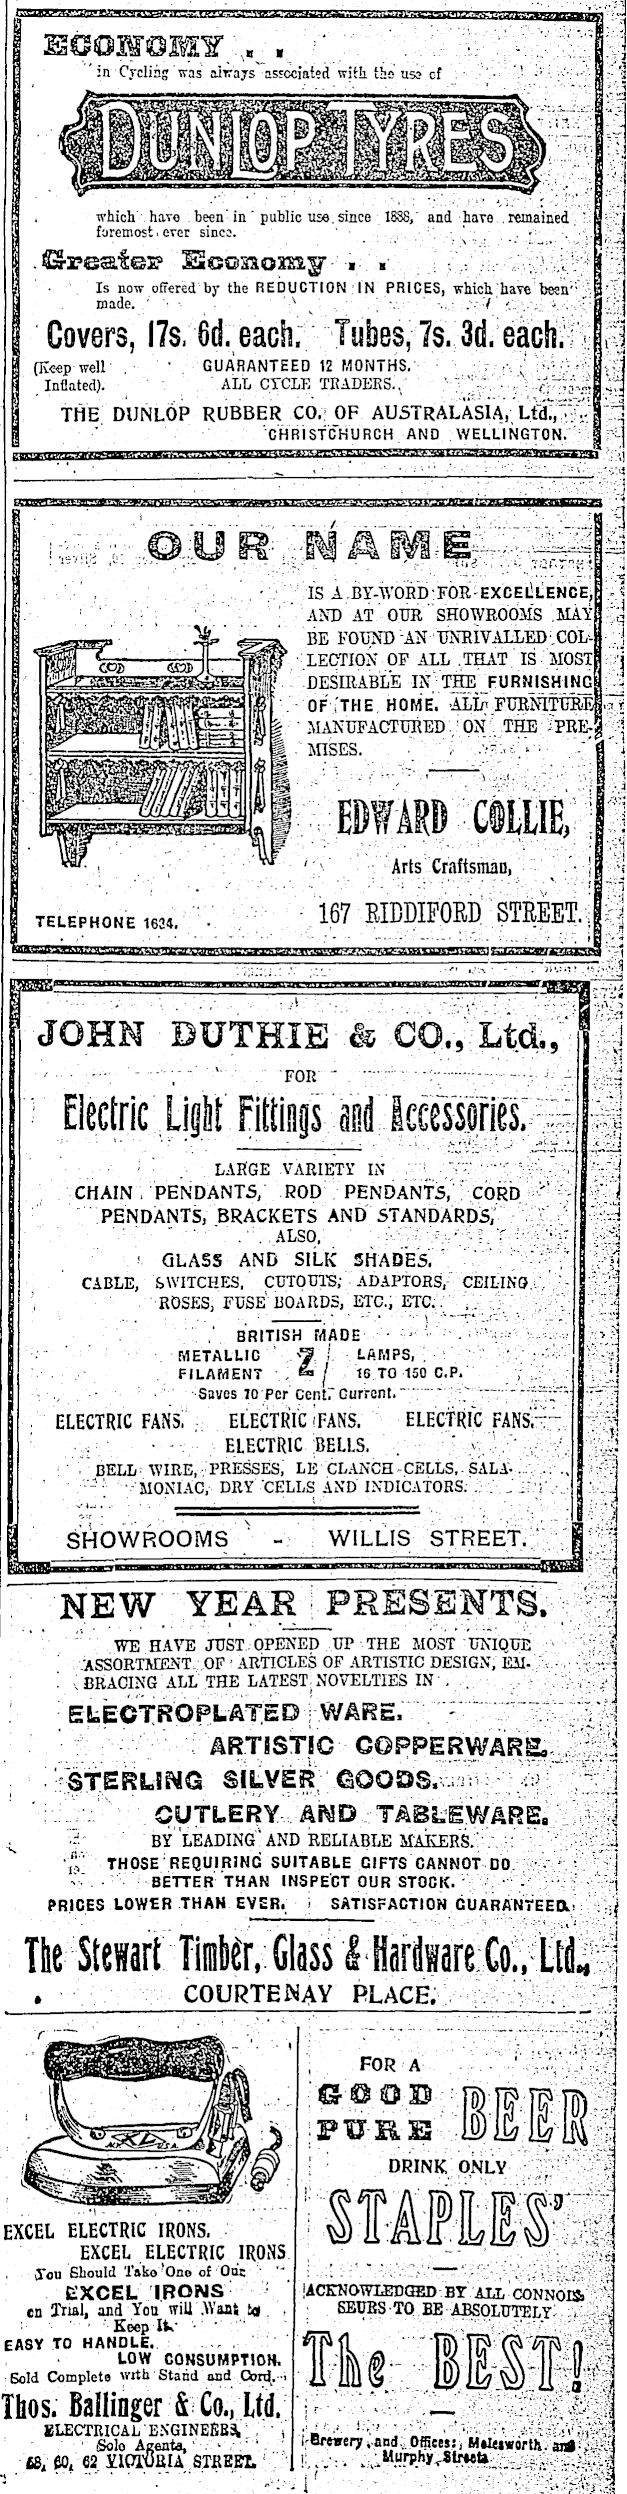 ECONOMY . .
in Cycling was always associated with the use of
DUNLOP TYRES
which have been in public use since 1888, and have remained
foremost ever since.
Greater Economy . .
Is now offered by the REDUCTION IN PRICES, which have been
made.
Covers, 17s. 6d. each. Tubes, 7s. 3d. each.
(Keep well Inflated).
GUARANTEED 12 MONTHS.
ALL CYCLE TRADERS.
THE DUNLOP RUBBER CO. OF AUSTRALASIA, Ltd.,
CHRISTCHURCH AND WELLINGTON.
OUR NAME
IS A BY-WORD FOR EXCELLENCE,
AND AT OUR SHOWROOMS MAY
BE FOUND AN UNRIVALLED COL-
LECTION OF ALL THAT IS MOST
DESIRABLE IN THE FURNISHING
OF THE HOME. ALL FURNITURE
MANUFACTURED ON THE PRE-
MISES.
EDWARD COLLIE,
Arts Craftsman,
TELEPHONE 1634.
167 RIDDIFORD STREET.
JOHN DUTHIE & CO., Ltd.,
FOR
Electric Light Fittings and Accessories.
LARGE VARIETY IN
CHAIN PENDANTS, ROD PENDANTS, CORD
PENDANTS, BRACKETS AND STANDARDS,
ALSO,
GLASS AND SILK SHADES.
CABLE, SWITCHES, CUTOUTS, ADAPTORS, CEILING
ROSES, FUSE BOARDS, ETC., ETC.
BRITISH MADE
METALLIC Z LAMPS,
FILAMENT 16 TO 150 C.P.
Saves 70 Per Cent. Current.
ELECTRIC FANS. ELECTRIC FANS. ELECTRIC FANS.
ELECTRIC BELLS.
BELL WIRE, PRESSES, LE CLANCH CELLS, SALA-
MONIAC, DRY CELLS AND INDICATORS.
SHOWROOMS - WILLIS STREET.
NEW YEAR PRESENTS.
WE HAVE JUST OPENED UP THE MOST UNIQUE
ASSORTMENT OF ARTICLES OF ARTISTIC DESIGN, EM-
BRACING ALL THE LATEST NOVELTIES IN
ELECTROPLATED WARE.
ARTISTIC COPPERWARE.
STERLING SILVER GOODS.
CUTLERY AND TABLEWARE.
BY LEADING AND RELIABLE MAKERS.
THOSE REQUIRING SUITABLE GIFTS CANNOT DO
BETTER THAN INSPECT OUR STOCK.
PRICES LOWER THAN EVER. SATISFACTION GUARANTEED.
The Stewart Timber, Glass & Hardware Co., Ltd.,
COURTENAY PLACE.
XL
U.S.A.
EXCEL ELECTRIC IRONS.
EXCEL ELECTRIC IRONS
You Should Take One of Our
EXCEL IRONS
on Trial, and You will Want to
Keep It.
EASY TO HANDLE.
LOW CONSUMPTION.
Sold Complete with Stand and Cord.
Thos. Ballinger & Co., Ltd.
ELECTRICAL ENGINEERS,
Sole Agents,
58, 60, 62 VICTORIA STREET.
FOR A
GOOD PURE BEER
DRINK ONLY
STAPLES'
ACKNOWLEDGED BY ALL CONNOIS-
SEURS TO BE ABSOLUTELY
The BEST!
Brewery and Offices: Molesworth and
Murphy Streets